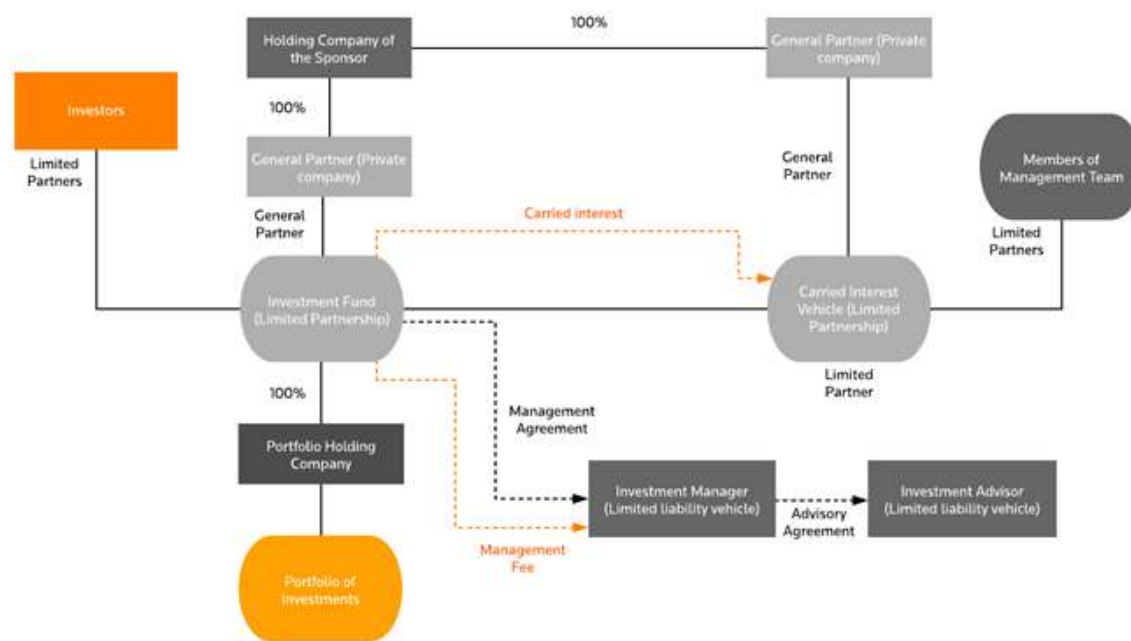 100%
Holding Company of
the Sponsor
General Partner (Private
company)
Investors
100%
Limited
Partners
General Partner (Private
company)
General
Partner
Members of
Management Team
General
Partner
Carried interest
Limited
Partners
Investment Fund
(Limited Partnership)
Carried Interest
Vehicle (Limited
Partnership)
Limited
Partner
100%
Management
Agreement
Portfolio Holding
Company
Investment Manager
(Limited liability vehicle)
Advisory
Agreement
Investment Advisor
(Limited liability vehicle)
Management
Fee
Portfolio of
Investments